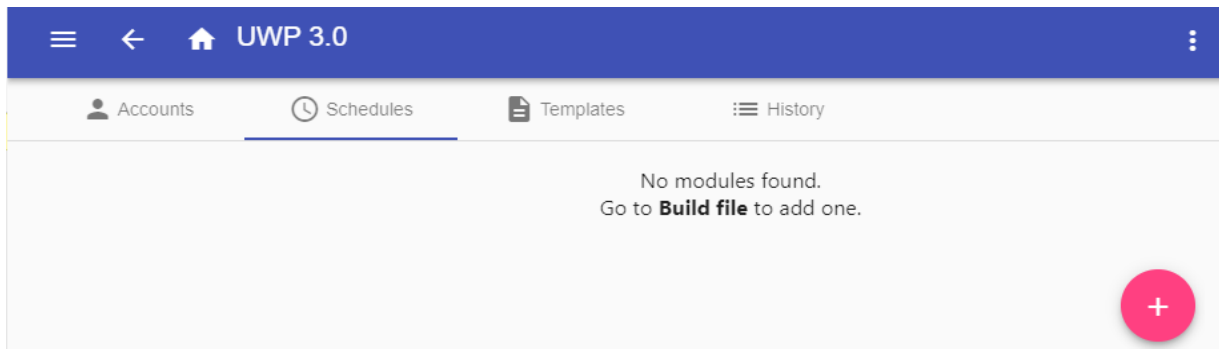 UWP 3.0
Accounts Schedules Templates History
No modules found.
Go to Build file to add one.